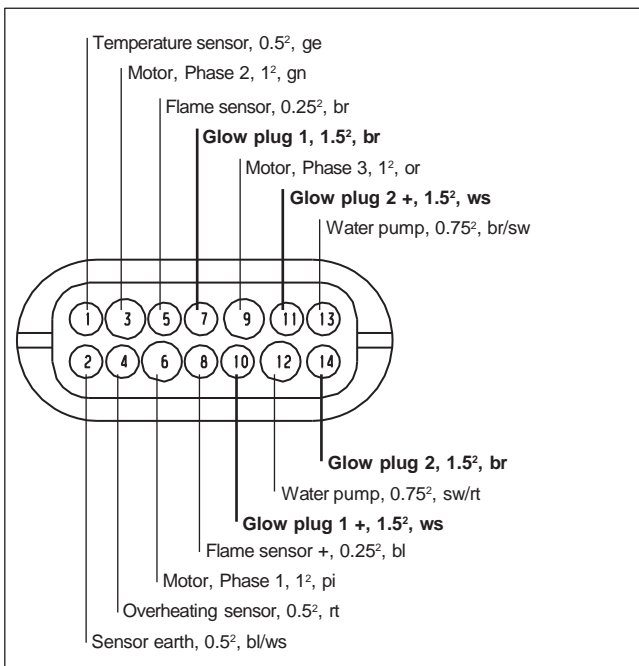 Temperature sensor, 0.5², ge
Motor, Phase 2, 1², gn
Flame sensor, 0.25², br
Glow plug 1, 1.5², br
Motor, Phase 3, 1², or
Glow plug 2 +, 1.5², ws
Water pump, 0.75², br/sw
1 3 5 7 9 11 13
2 4 6 8 10 12 14
Glow plug 2, 1.5², br
Water pump, 0.75², sw/rt
Glow plug 1 +, 1.5², ws
Flame sensor +, 0.25², bl
Motor, Phase 1, 1², pi
Overheating sensor, 0.5², rt
Sensor earth, 0.5², bl/ws